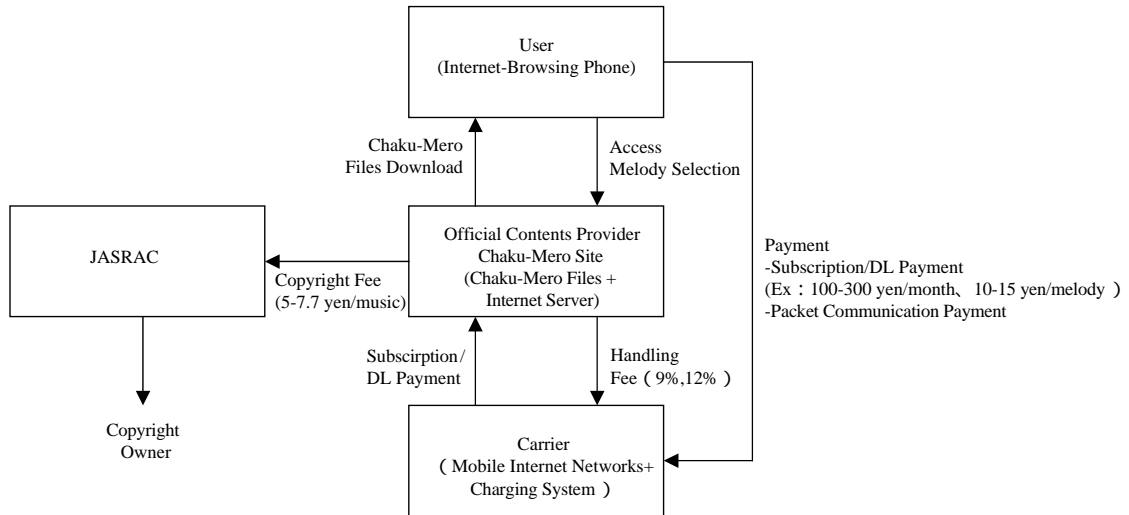 User
(Internet-Browsing Phone)
Chaku-Mero
Files Download
Access
Melody Selection
JASRAC
Official Contents Provider
Chaku-Mero Site
(Chaku-Mero Files +
Internet Server)
Copyright Fee
(5-7.7 yen/music)
Payment
-Subscription/DL Payment
(Ex：100-300 yen/month、10-15 yen/melody）
-Packet Communication Payment
Subscirption/
DL Payment
Handling
Fee（9%,12%）
Copyright
Owner
Carrier
（Mobile Internet Networks+
Charging System）